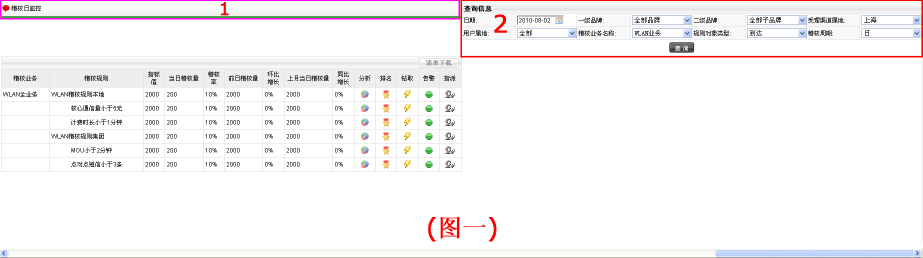 稽核日监控
1
查询信息
2
日期: 2010-08-02 一级品牌: 全部品牌 二级品牌: 全部子品牌 受理渠道属地: 上海
用户属地: 全部 稽核业务名称: WLAN业务 规则对象类型: 到达 稽核周期: 日
查询
清单下载
稽核业务 稽核规则 指标值 当日稽核量 稽核率 前日稽核量 环比增长 上月当日稽核量 同比增长 分析 排名 钻取 告警 指派
WLAN全业务 WLAN稽核规则本地 2000 200 10% 2000 0% 2000 0%
核心通信量小于5元 2000 200 10% 2000 0% 2000 0%
计费时长小于1分钟 2000 200 10% 2000 0% 2000 0%
WLAN稽核规则集团 2000 200 10% 2000 0% 2000 0%
MOU小于2分钟 2000 200 10% 2000 0% 2000 0%
点对点短信小于3条 2000 200 10% 2000 0% 2000 0%
(图一)